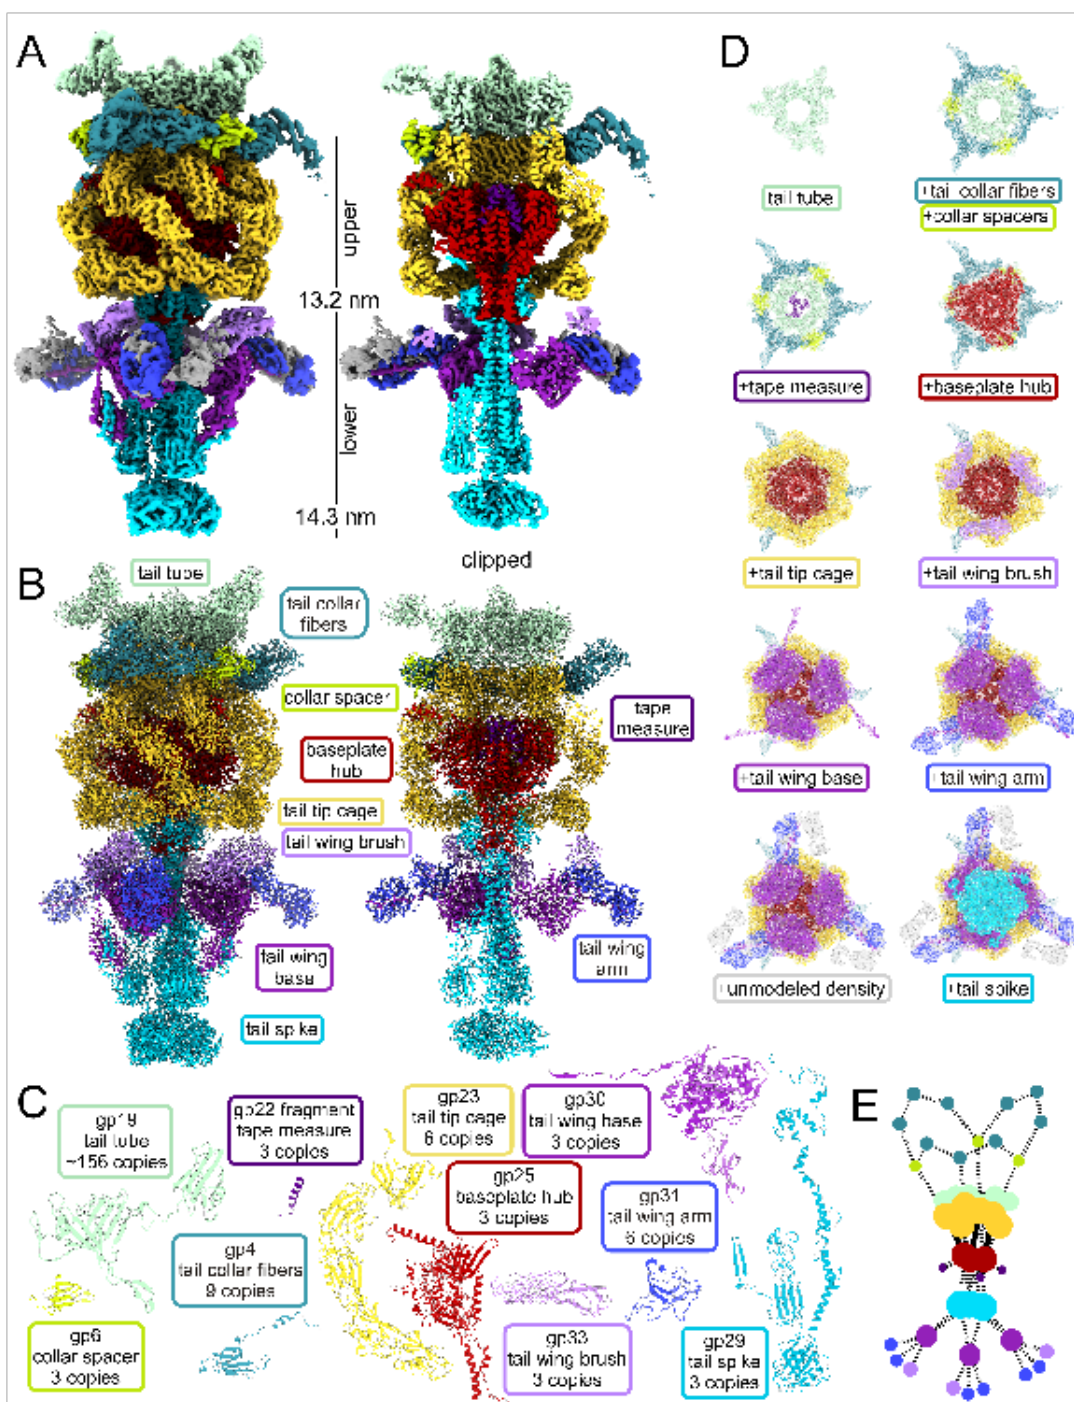 A
upper
13.2 nm
lower
14.3 nm
clipped
B
tail tube
tail collar
fibers
collar spacer
baseplate
hub
tape
measure
tail tip cage
tail wing brush
tail wing
base
tail wing
arm
tail spike
C
gp19
tail tube
~156 copies
gp22 fragment
tape measure
3 copies
gp23
tail tip cage
6 copies
gp30
tail wing base
3 copies
gp25
baseplate hub
3 copies
gp31
tail wing arm
6 copies
gp4
tail collar fibers
9 copies
gp6
collar spacer
3 copies
gp33
tail wing brush
3 copies
gp29
tail spike
3 copies
D
tail tube
+tail collar fibers
+collar spacers
+tape measure
+baseplate hub
+tail tip cage
+tail wing brush
+tail wing base
+tail wing arm
+unmodeled density
+tail spike
E